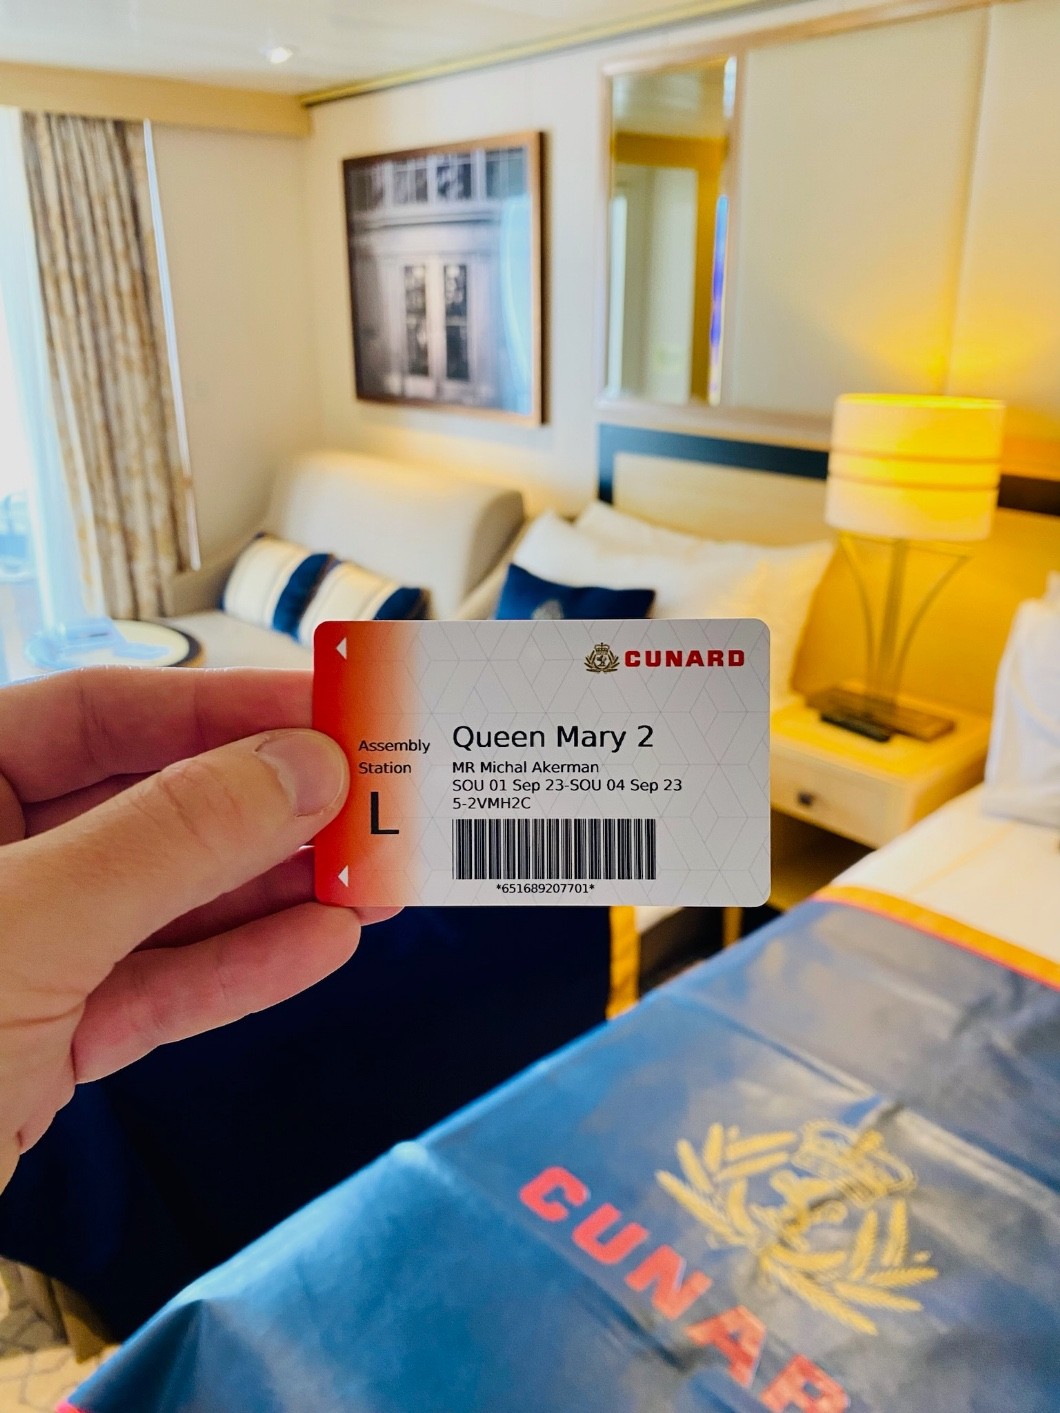 CUNARD
Assembly
Station
L
Queen Mary 2
MR Michal Akerman
SOU 01 Sep 23-SOU 04 Sep 23
5-2VMH2C
*651689207701*
CUNAR